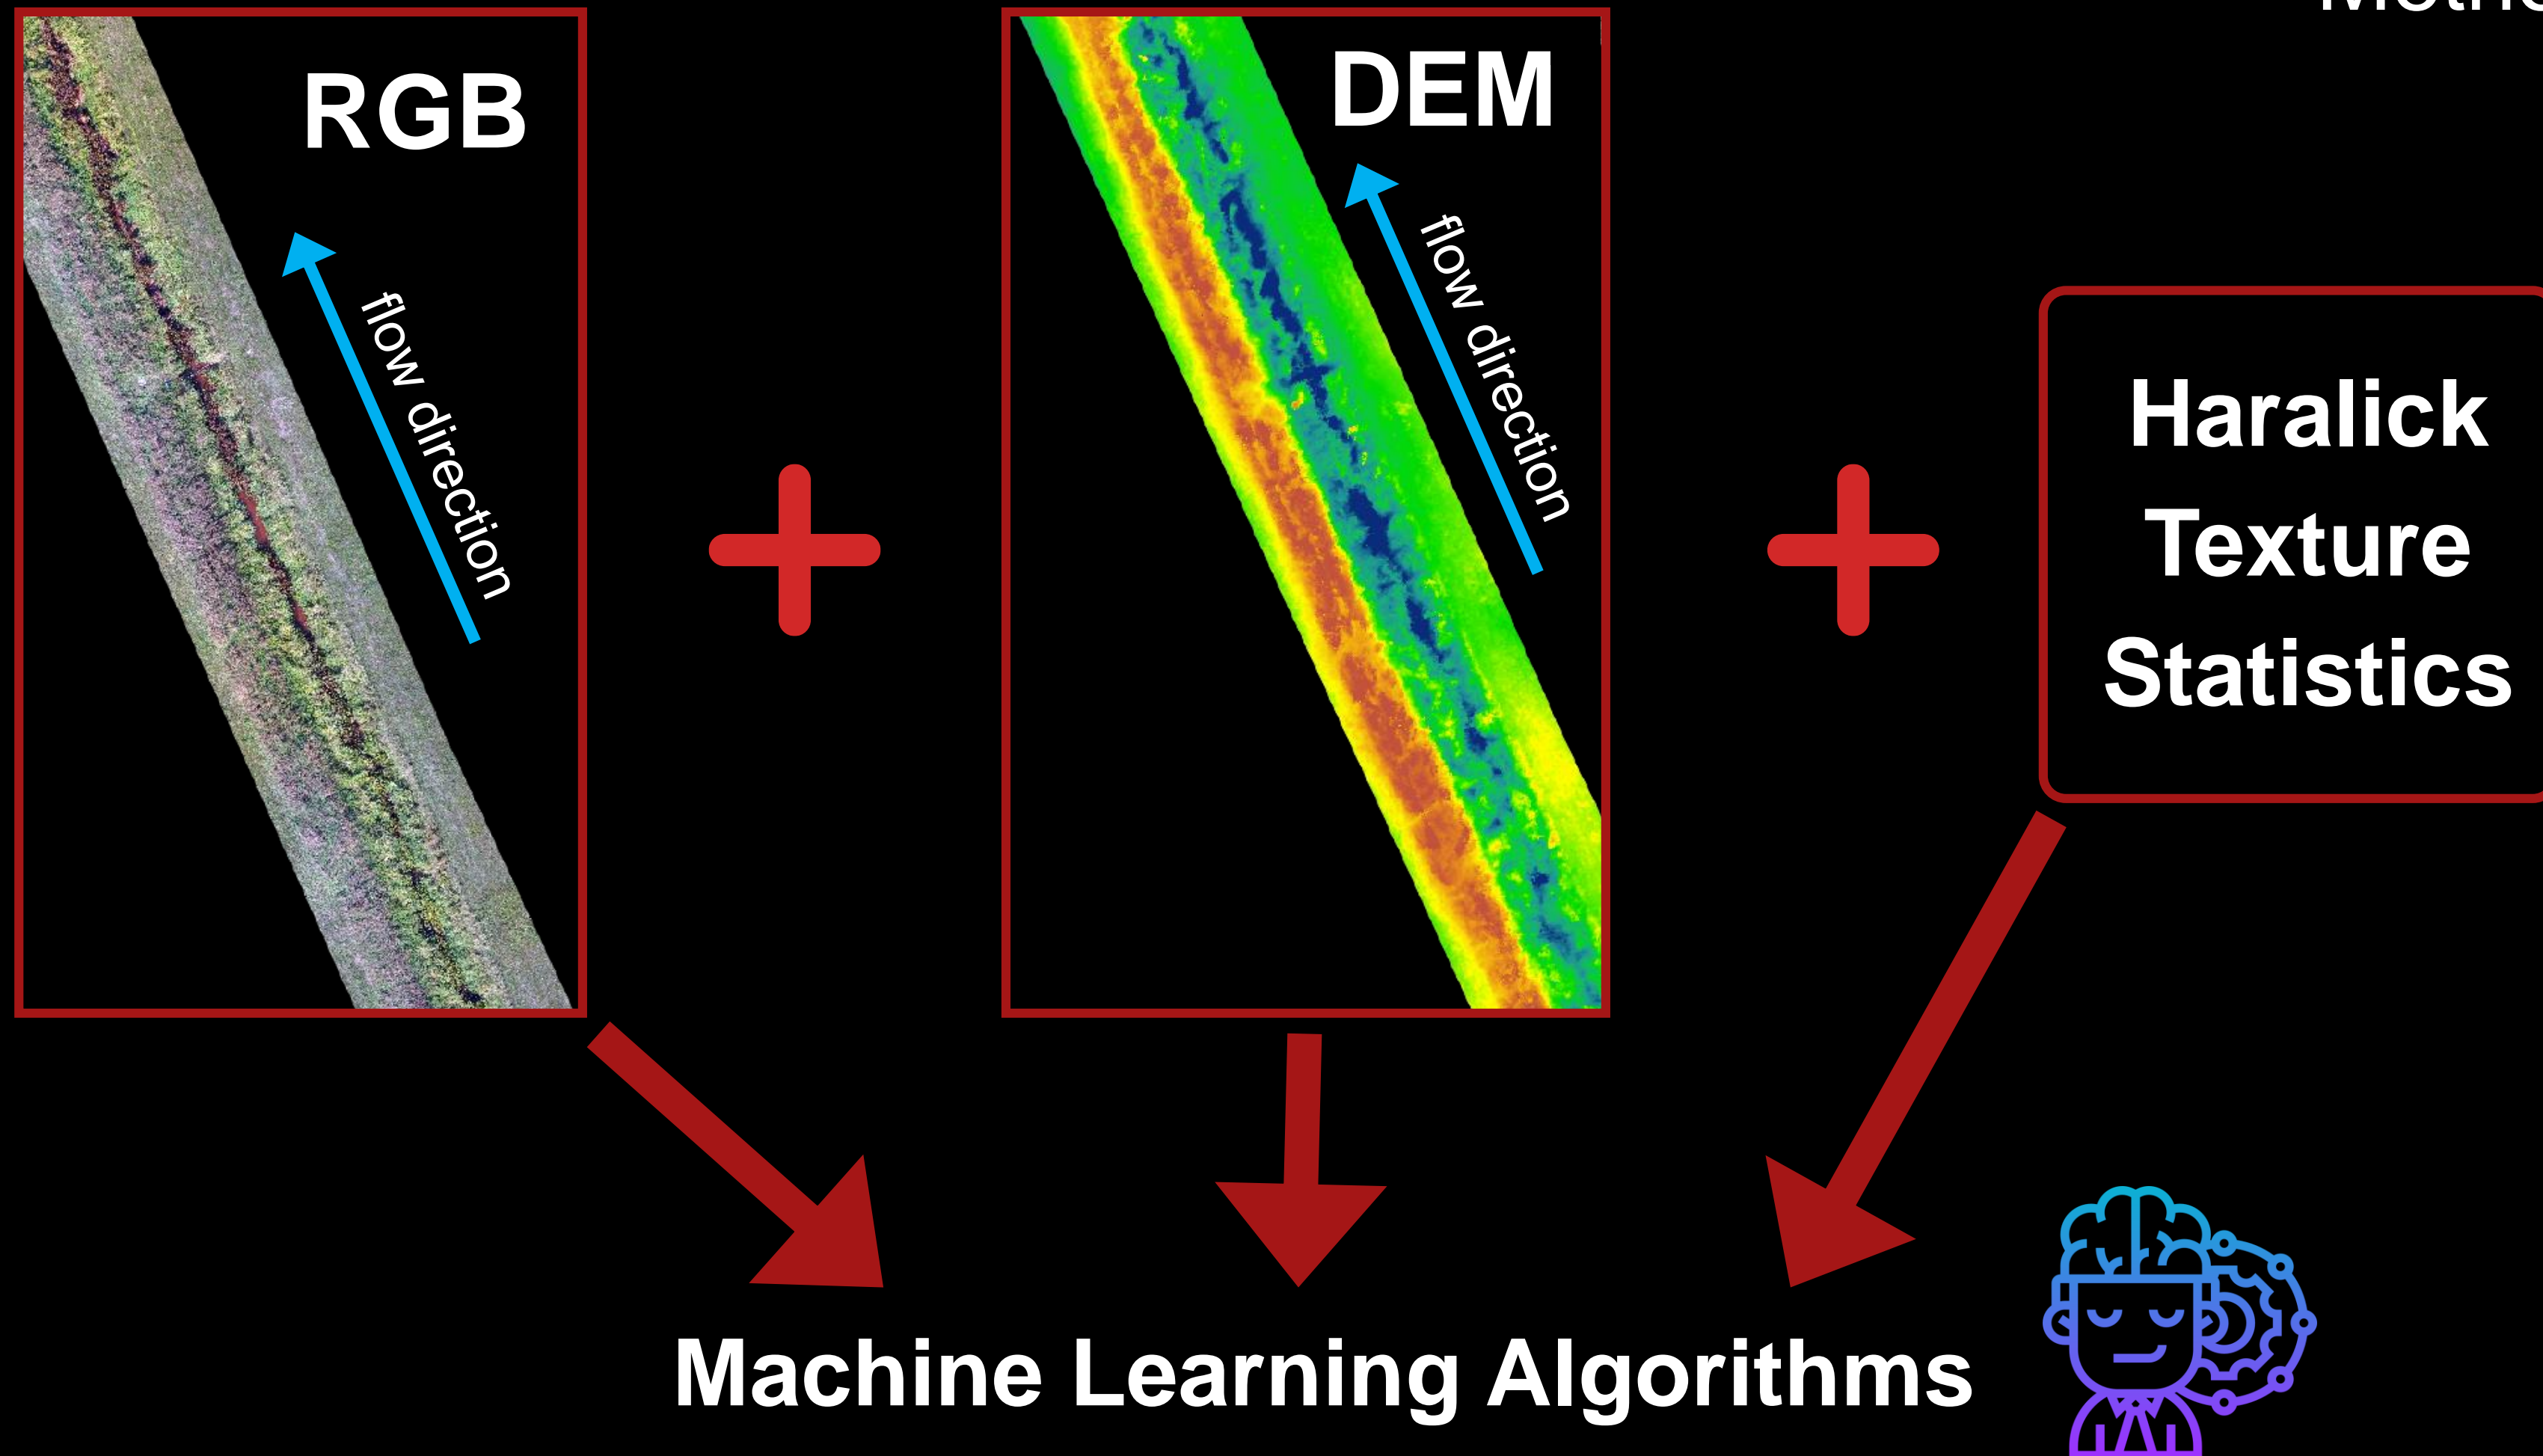 RGB
flow direction
DEM
flow direction
Haralick
Texture
Statistics
Machine Learning Algorithms